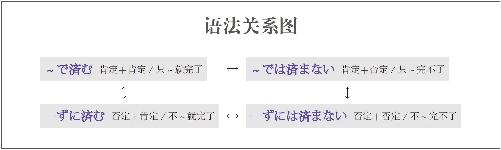 语法关系图
~で済む 肯定+肯定/只~就完了 ↔ ~では済まない 肯定+否定/只~完不了
↕ ↕
ずに済む 否定+肯定/不~就完了 ↔ ずには済まない 否定+否定/不~完不了